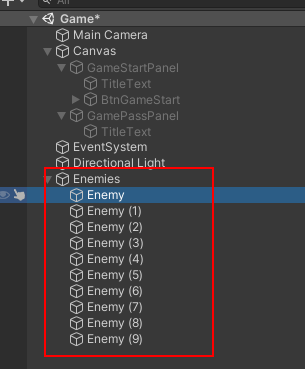 All
Game*
Main Camera
Canvas
GameStartPanel
TitleText
BtnGameStart
GamePassPanel
TitleText
EventSystem
Directional Light
Enemies
Enemy
Enemy (1)
Enemy (2)
Enemy (3)
Enemy (4)
Enemy (5)
Enemy (6)
Enemy (7)
Enemy (8)
Enemy (9)